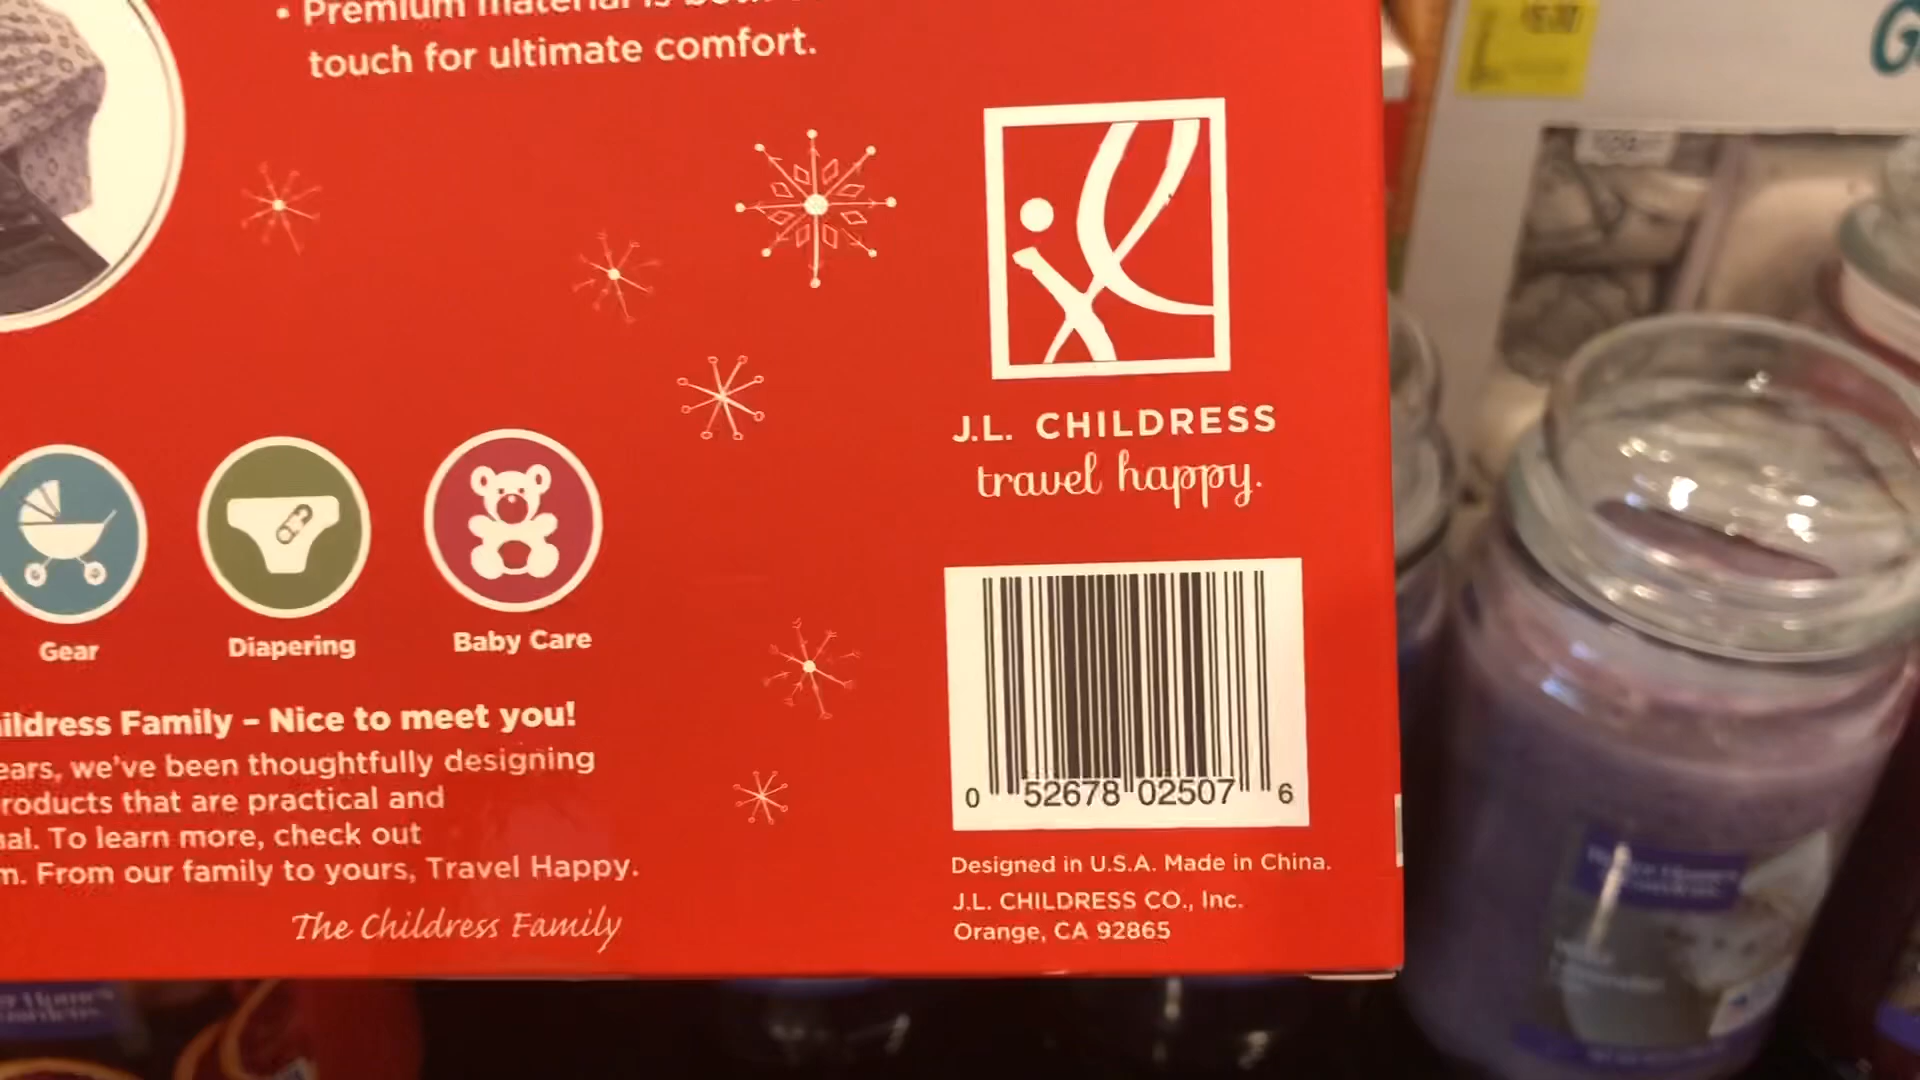 • Premium material is
touch for ultimate comfort.
J.L. CHILDRESS
travel happy.
Gear
Diapering
Baby Care
ildress Family – Nice to meet you!
ears, we've been thoughtfully designing
roducts that are practical and
al. To learn more, check out
m. From our family to yours, Travel Happy.
The Childress Family
0 52678 02507 6
Designed in U.S.A. Made in China.
J.L. CHILDRESS CO., Inc.
Orange, CA 92865